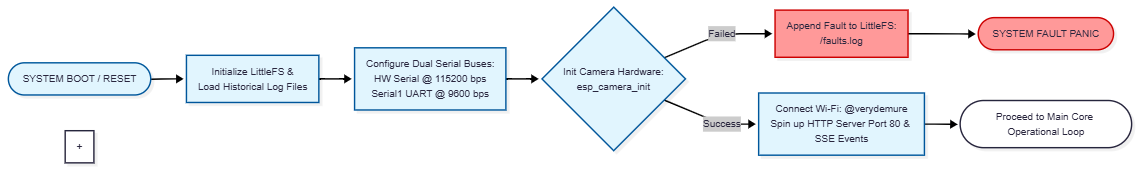 SYSTEM BOOT / RESET
Initialize LittleFS &
Load Historical Log Files
Configure Dual Serial Buses:
HW Serial @ 115200 bps
Serial1 UART @ 9600 bps
Init Camera Hardware:
esp_camera_init
Failed
Append Fault to LittleFS:
/faults.log
SYSTEM FAULT PANIC
Success
Connect Wi-Fi: @verydemure
Spin up HTTP Server Port 80 &
SSE Events
Proceed to Main Core
Operational Loop
+